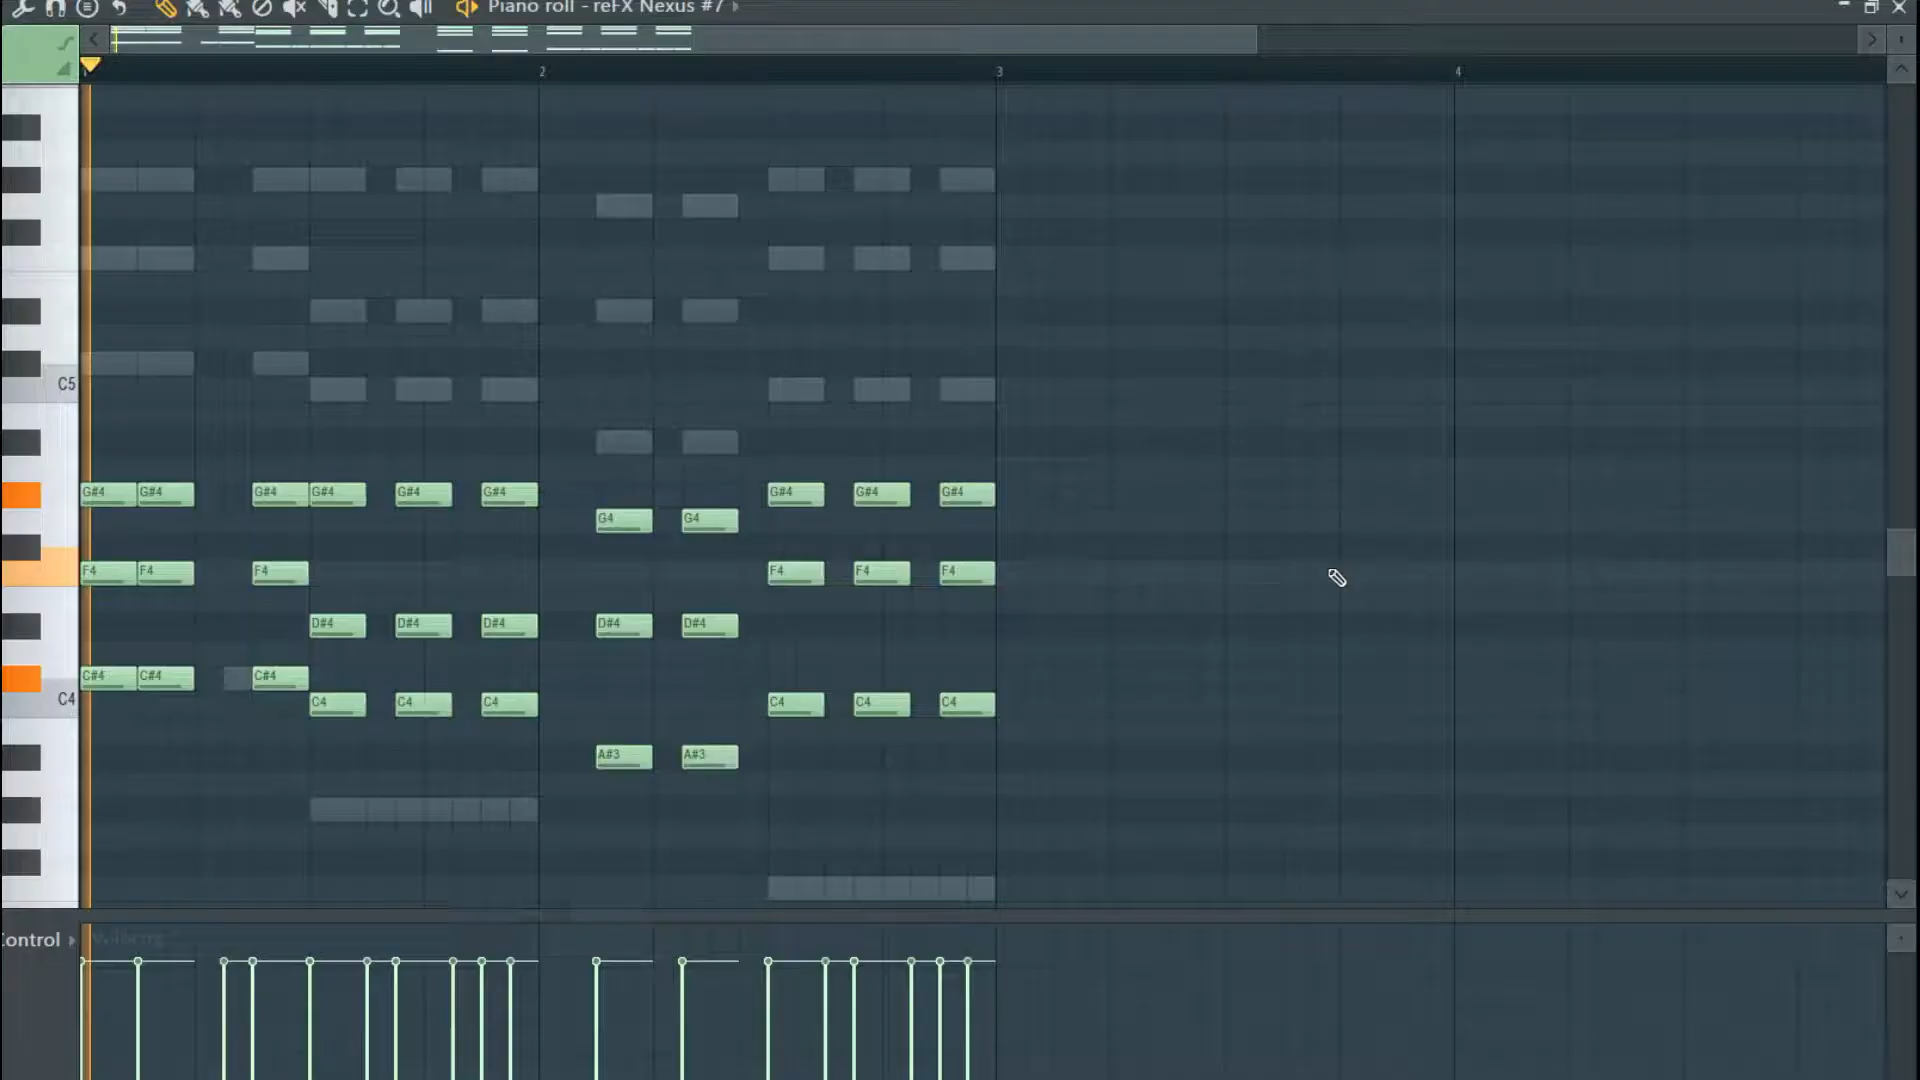 Piano roll - reFX Nexus #7
2 3 4
C5
G#4 G#4 G#4 G#4 G#4 G#4 G#4 G#4 G#4
G4 G4
F4 F4 F4 F4 F4 F4
D#4 D#4 D#4 D#4 D#4
C#4 C#4 C#4
C4 C4 C4 C4 C4 C4 C4
A#3 A#3
Control Velocity